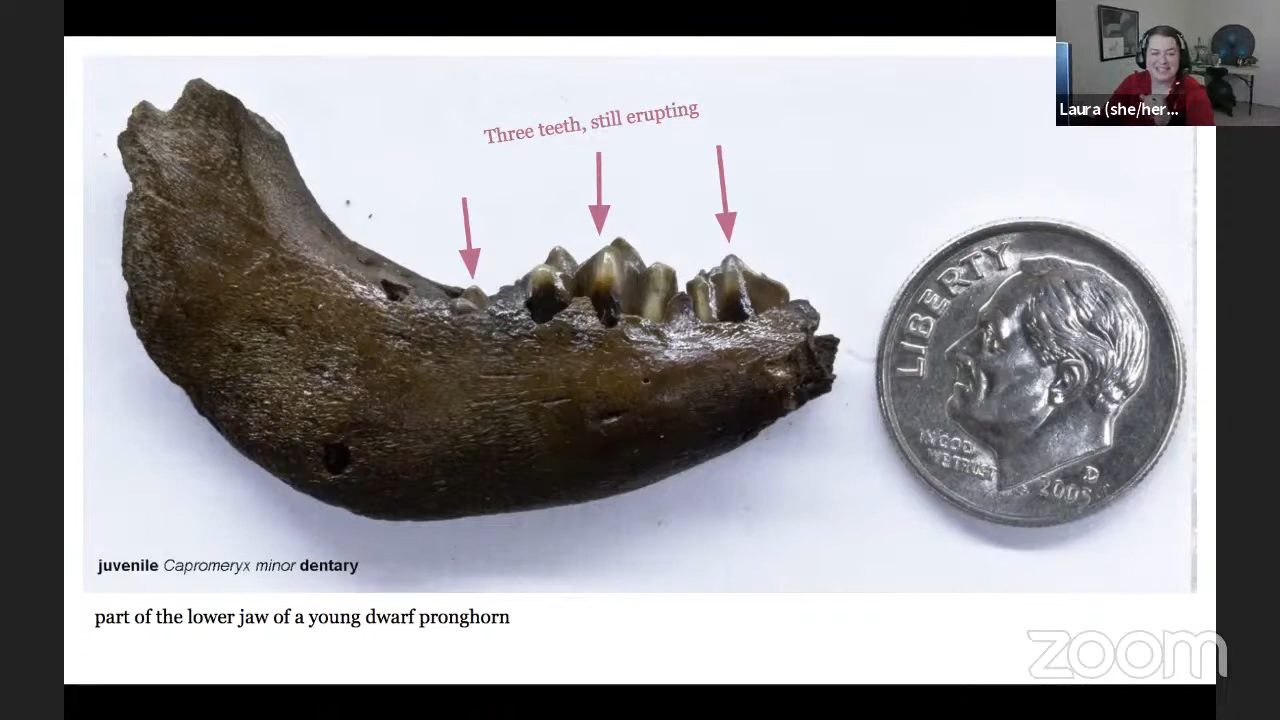 Three teeth, still erupting
Laura (she/her...
LIBERTY
IN GOD
WE TRUST
D
2005
juvenile Capromeryx minor dentary
part of the lower jaw of a young dwarf pronghorn
zoom